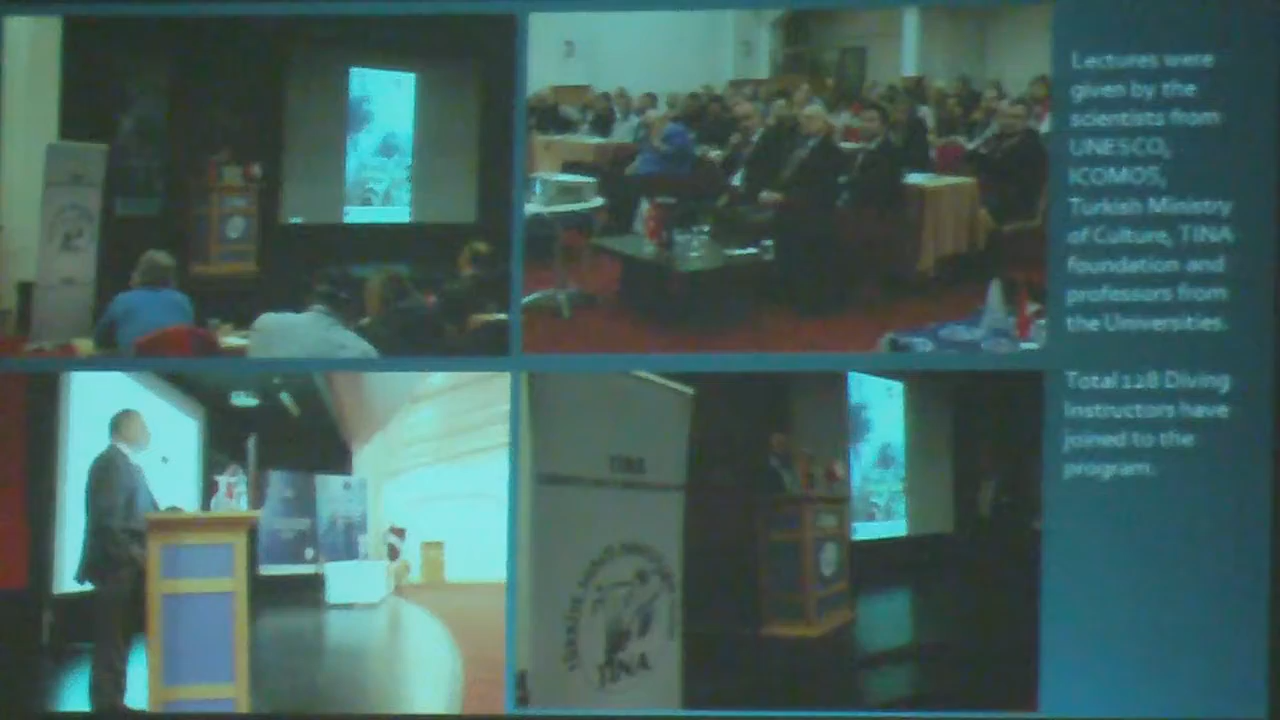 Lectures were
given by the
scientists from
UNESCO,
ICOMOS,
Turkish Ministry
of Culture, TINA
foundation and
professors from
the Universities.
Total 128 Diving
Instructors have
joined to the
program.
TINA
TINA